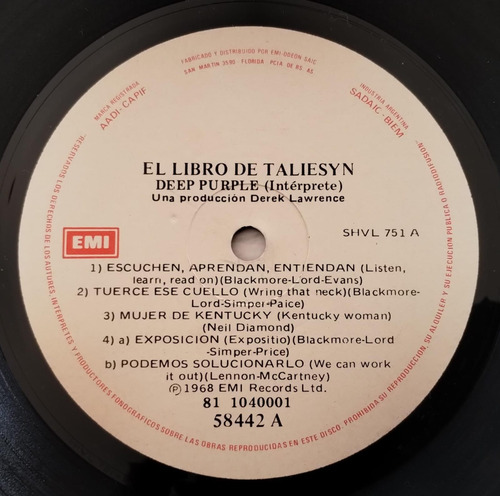 FABRICADO Y DISTRIBUIDO POR EMI-ODEON SAIC
SAN MARTIN 3590 - FLORIDA - PCIA DE BS. AS
MARCA REGISTRADA
AADI-CAPIF
INDUSTRIA ARGENTINA
SADAIC-BIEM
EL LIBRO DE TALIESYN
DEEP PURPLE (Intérprete)
Una producción Derek Lawrence
EMI
SHVL 751 A
1) ESCUCHEN, APRENDAN, ENTIENDAN (Listen,
learn, read on)(Blackmore-Lord-Evans)
2) TUERCE ESE CUELLO (Wring that neck)(Blackmore-
Lord-Simper-Paice)
3) MUJER DE KENTUCKY (Kentucky woman)
(Neil Diamond)
4) a) EXPOSICIÓN (Expositio)(Blackmore-Lord
-Simper-Price)
b) PODEMOS SOLUCIONARLO (We can work
it out)(Lennon-McCartney)
Ⓟ1968 EMI Records Ltd.
81 1040001
58442 A
RESERVADOS LOS DERECHOS DE LOS AUTORES INTERPRETES Y PRODUCTORES FONOGRAFICOS SOBRE LAS OBRAS REPRODUCIDAS EN ESTE DISCO PROHIBIDA SU ALQUILER Y SU EJECUCION PUBLICA O RADIODIFUSION